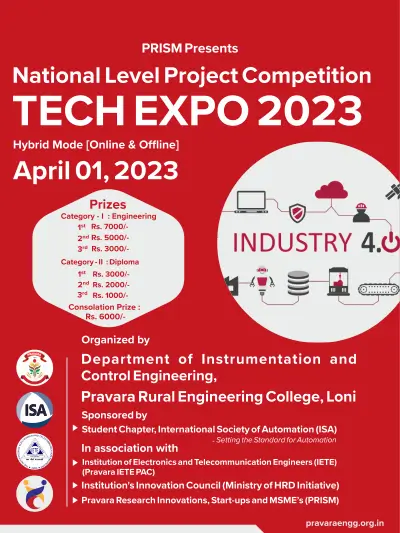 PRISM Presents
National Level Project Competition
TECH EXPO 2023
Hybrid Mode [Online & Offline]
April 01, 2023
Prizes
Category - I : Engineering
1st Rs. 7000/-
2nd Rs. 5000/-
3rd Rs. 3000/-
Category - II : Diploma
1st Rs. 3000/-
2nd Rs. 2000/-
3rd Rs. 1000/-
Consolation Prize :
Rs. 6000/-
INDUSTRY 4.0
Organized by
Department of Instrumentation and
Control Engineering,
Pravara Rural Engineering College, Loni
Sponsored by
Student Chapter, International Society of Automation (ISA)
- Setting the Standard for Automation
ISA
In association with
Institution of Electronics and Telecommunication Engineers (IETE)
(Pravara IETE PAC)
Institution's Innovation Council (Ministry of HRD Initiative)
Pravara Research Innovations, Start-ups and MSME's (PRISM)
pravaraengg.org.in